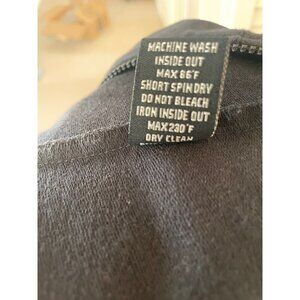 MACHINE WASH
INSIDE OUT
MAX 86°F
SHORT SPIN DRY
DO NOT BLEACH
IRON INSIDE OUT
MAX 230°F
DRY CLEAN